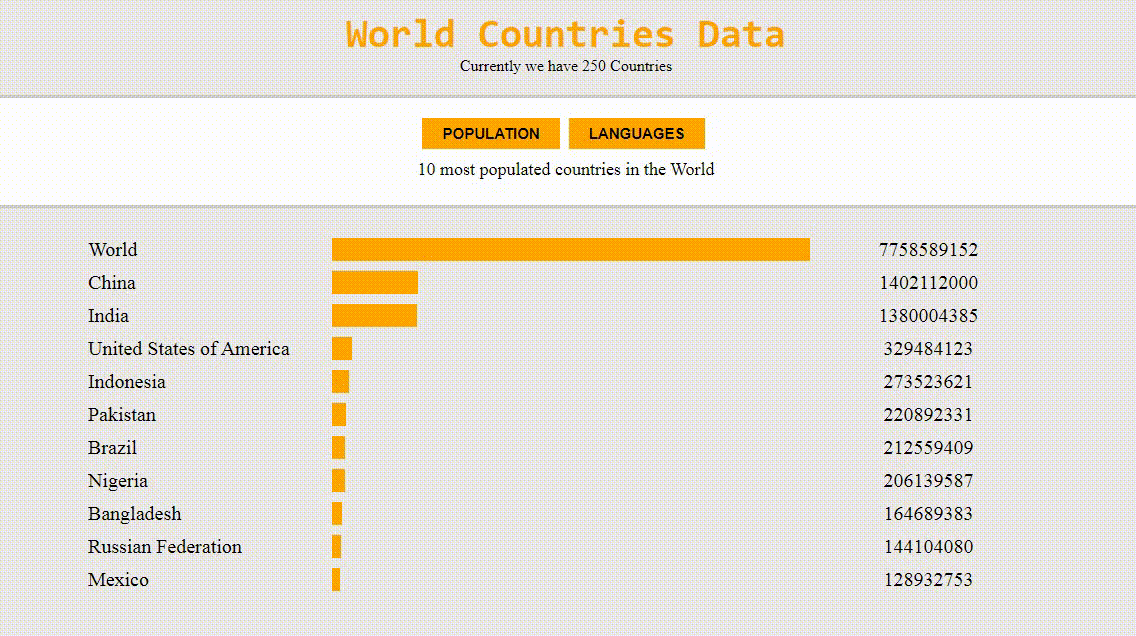 World Countries Data
Currently we have 250 Countries
POPULATION LANGUAGES
10 most populated countries in the World
World 7758589152
China 1402112000
India 1380004385
United States of America 329484123
Indonesia 273523621
Pakistan 220892331
Brazil 212559409
Nigeria 206139587
Bangladesh 164689383
Russian Federation 144104080
Mexico 128932753